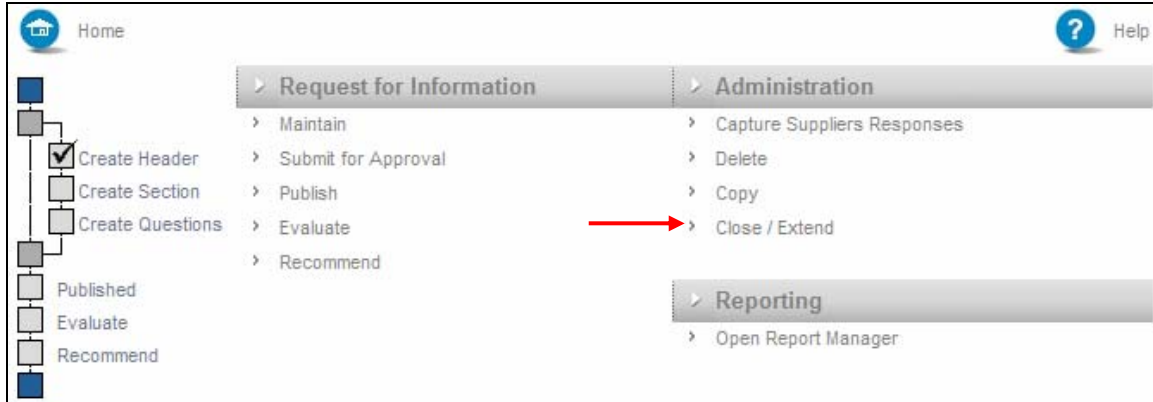 Home
? Help
Create Header
Create Section
Create Questions
Published
Evaluate
Recommend
Request for Information
Maintain
Submit for Approval
Publish
Evaluate
Recommend
Administration
Capture Suppliers Responses
Delete
Copy
Close / Extend
Reporting
Open Report Manager